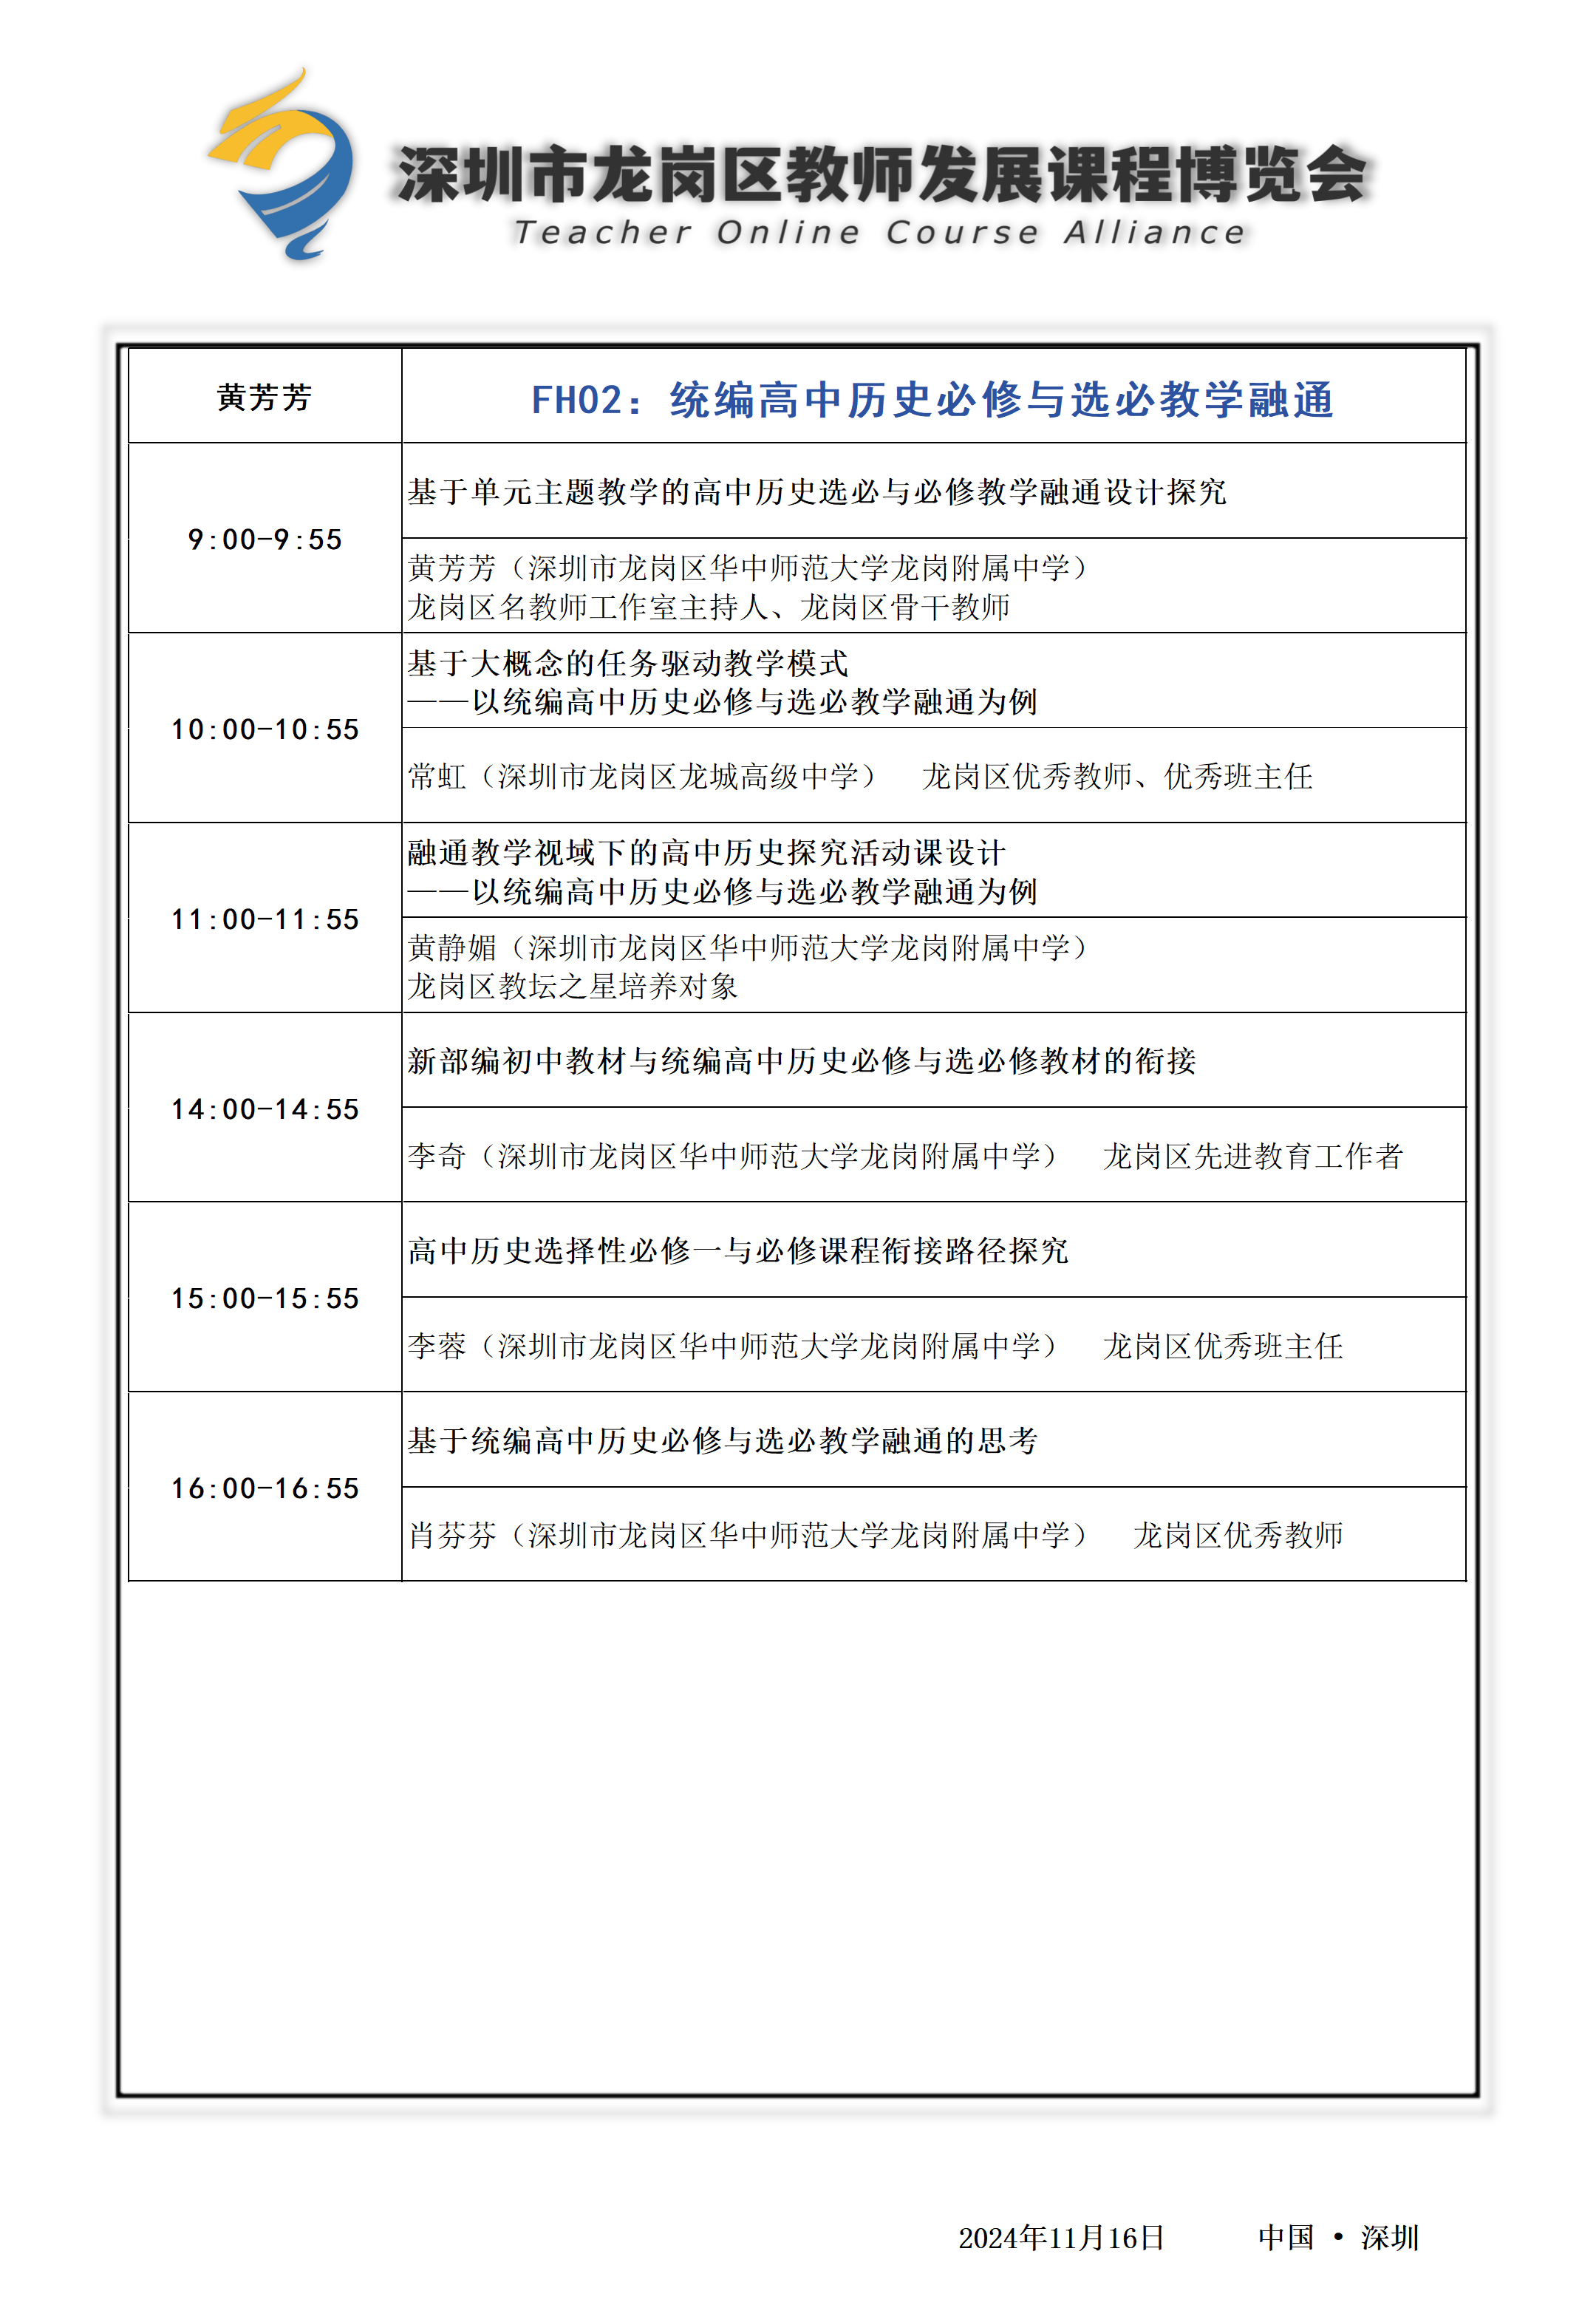 深圳市龙岗区教师发展课程博览会
Teacher Online Course Alliance
黄芳芳
FH02：统编高中历史必修与选必教学融通
9:00-9:55
基于单元主题教学的高中历史选必与必修教学融通设计探究
黄芳芳（深圳市龙岗区华中师范大学龙岗附属中学）
龙岗区名教师工作室主持人、龙岗区骨干教师
10:00-10:55
基于大概念的任务驱动教学模式
——以统编高中历史必修与选必教学融通为例
常虹（深圳市龙岗区龙城高级中学） 龙岗区优秀教师、优秀班主任
11:00-11:55
融通教学视域下的高中历史探究活动课设计
——以统编高中历史必修与选必教学融通为例
黄静媚（深圳市龙岗区华中师范大学龙岗附属中学）
龙岗区教坛之星培养对象
14:00-14:55
新部编初中教材与统编高中历史必修与选必修教材的衔接
李奇（深圳市龙岗区华中师范大学龙岗附属中学） 龙岗区先进教育工作者
15:00-15:55
高中历史选择性必修一与必修课程衔接路径探究
李蓉（深圳市龙岗区华中师范大学龙岗附属中学） 龙岗区优秀班主任
16:00-16:55
基于统编高中历史必修与选必教学融通的思考
肖芬芬（深圳市龙岗区华中师范大学龙岗附属中学） 龙岗区优秀教师
2024年11月16日 中国 • 深圳